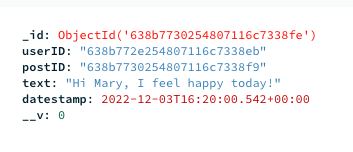 _id: ObjectId('638b7730254807116c7338fe')
userID: "638b772e254807116c7338eb"
postID: "638b7730254807116c7338f9"
text: "Hi Mary, I feel happy today!"
datestamp: 2022-12-03T16:20:00.542+00:00
__v: 0